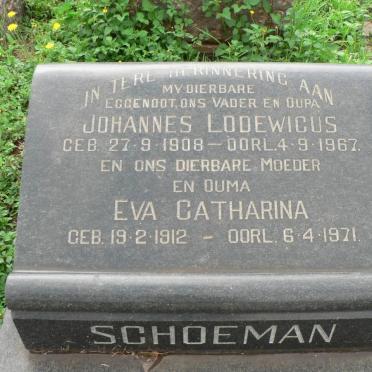 IN TERE HERINNERING AAN
MY DIERBARE
EGGENOOT, ONS VADER EN OUPA
JOHANNES LODEWICUS
GEB. 27-9-1908 - OORL. 4-9-1967.
EN ONS DIERBARE MOEDER
EN OUMA
EVA CATHARINA
GEB. 19-2-1912 - OORL. 6-4-1971.
SCHOEMAN